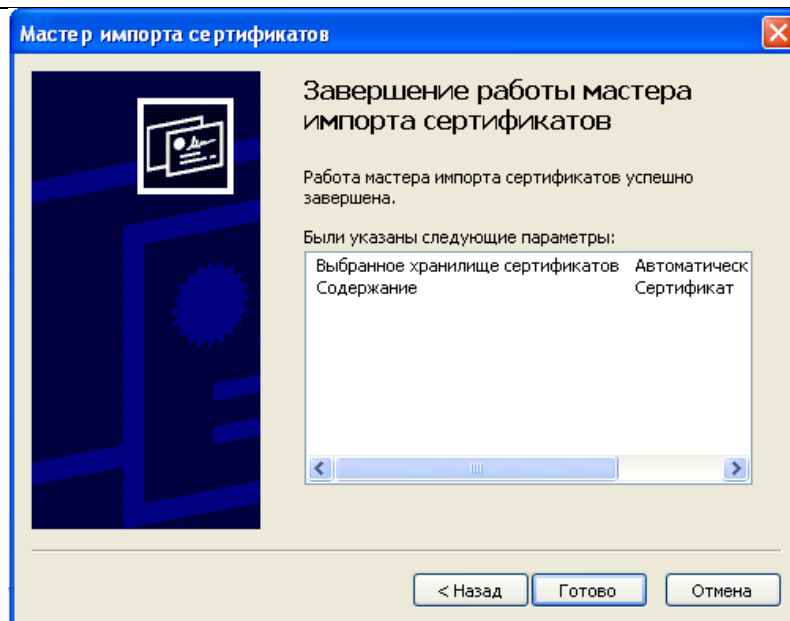 Мастер импорта сертификатов
Завершение работы мастера
импорта сертификатов
Работа мастера импорта сертификатов успешно
завершена.
Были указаны следующие параметры:
Выбранное хранилище сертификатов Автоматическ
Содержание Сертификат
< Назад Готово Отмена